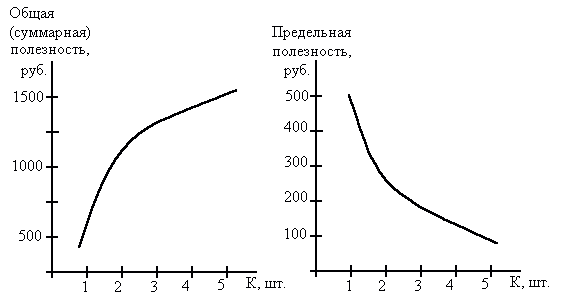 Общая
(суммарная)
полезность,
руб.
1500
1000
500
1 2 3 4 5 К, шт.
Предельная
полезность,
руб.
500
400
300
200
100
1 2 3 4 5 К, шт.